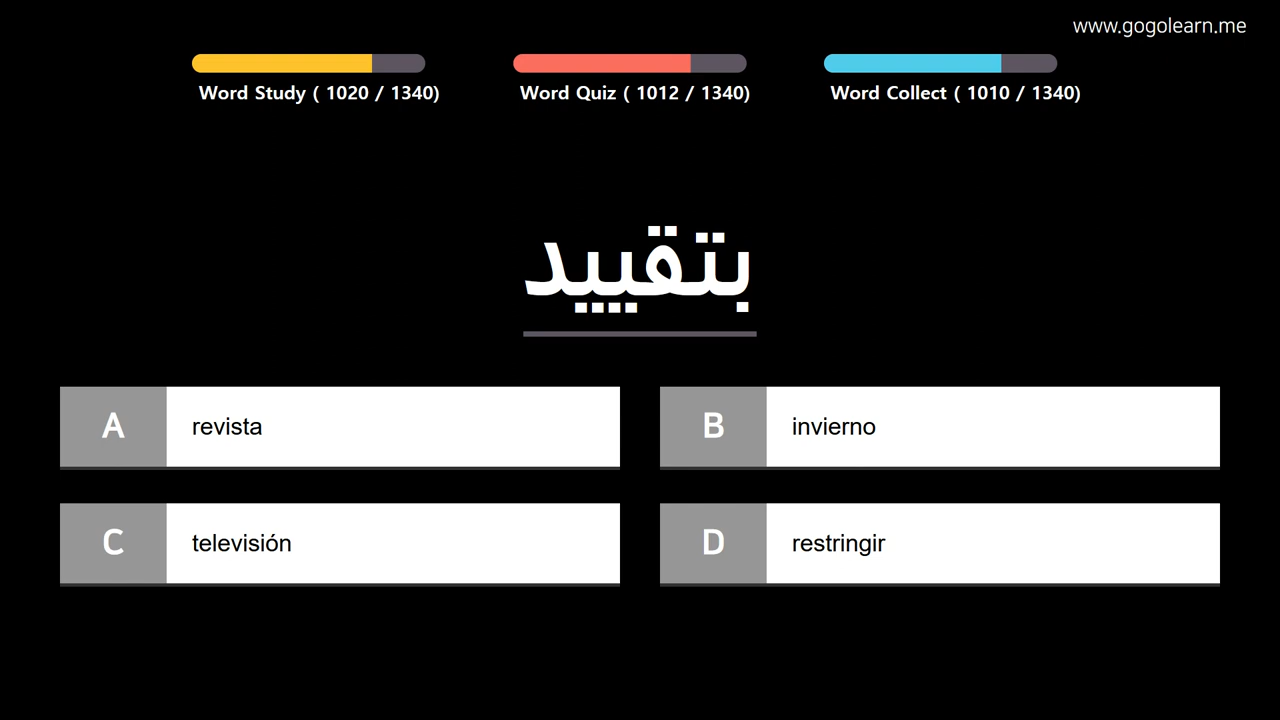 www.gogolearn.me
Word Study ( 1020 / 1340)
Word Quiz ( 1012 / 1340)
Word Collect ( 1010 / 1340)
بتقييد
A revista
B invierno
C televisión
D restringir